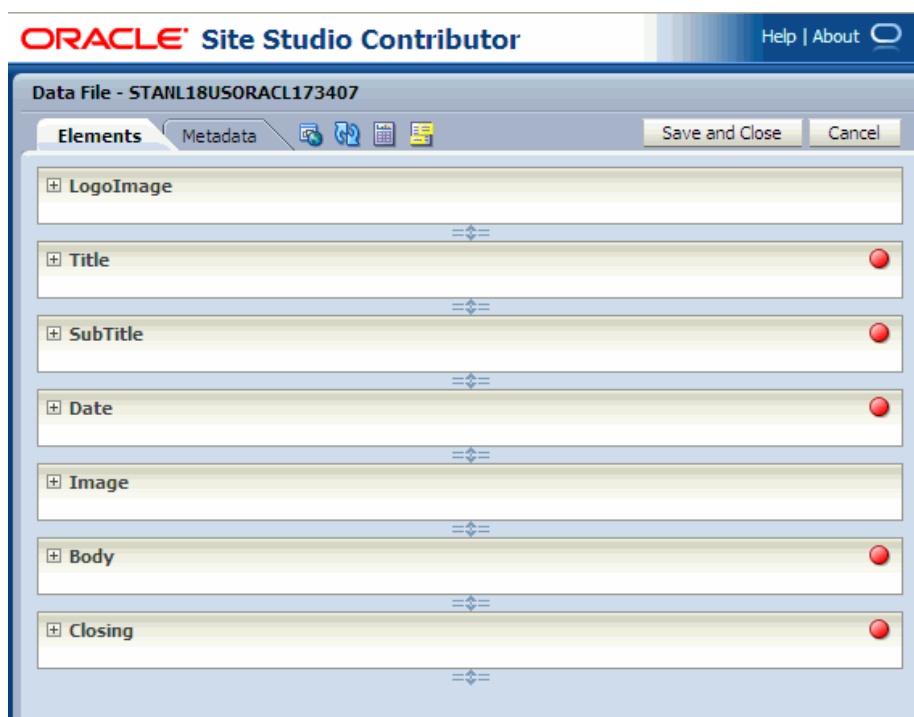 ORACLE Site Studio Contributor
Help | About
Data File - STANL18USORACL173407
Elements Metadata Save and Close Cancel
LogoImage
Title
SubTitle
Date
Image
Body
Closing